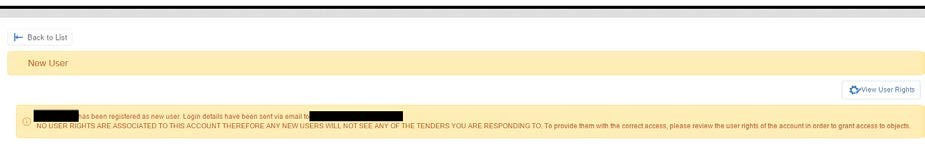 Back to List
New User
View User Rights
has been registered as new user. Login details have been sent via email to
NO USER RIGHTS ARE ASSOCIATED TO THIS ACCOUNT THEREFORE ANY NEW USERS WILL NOT SEE ANY OF THE TENDERS YOU ARE RESPONDING TO. To provide them with the correct access, please review the user rights of the account in order to grant access to objects.